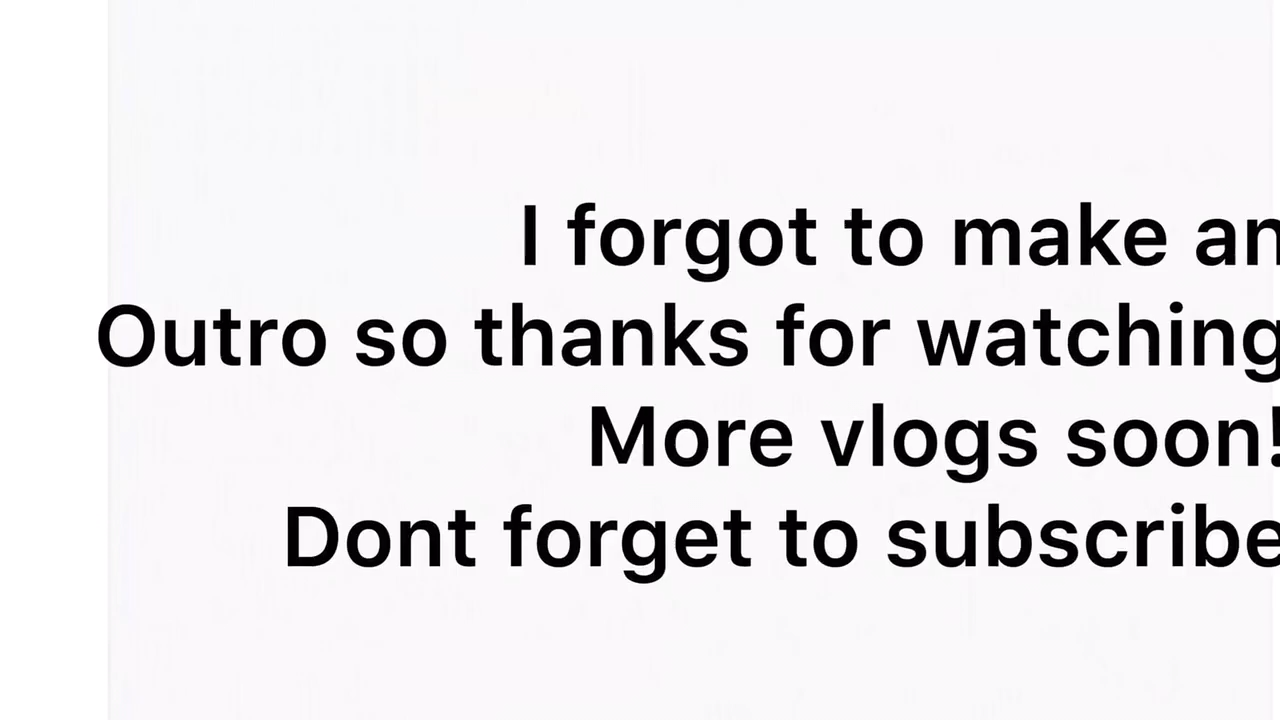 I forgot to make an
Outro so thanks for watching
More vlogs soon!
Dont forget to subscribe